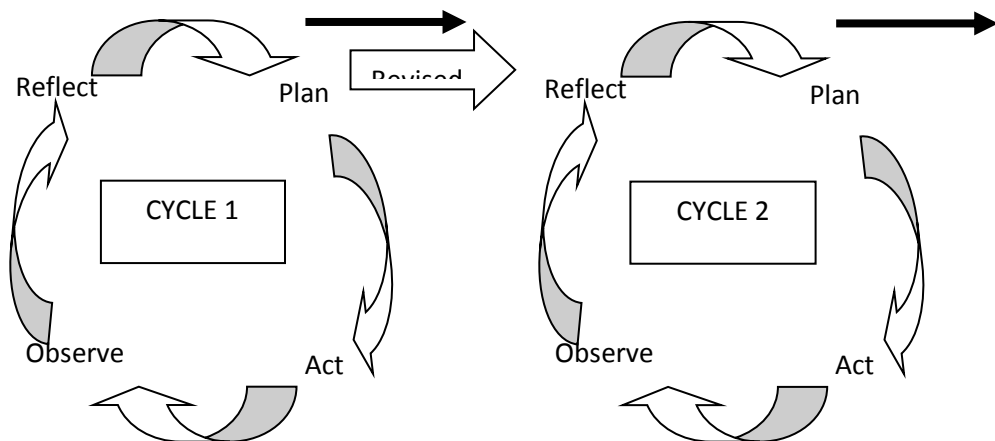 Reflect
Plan
Revised
CYCLE 1
Observe
Act
Reflect
Plan
CYCLE 2
Observe
Act